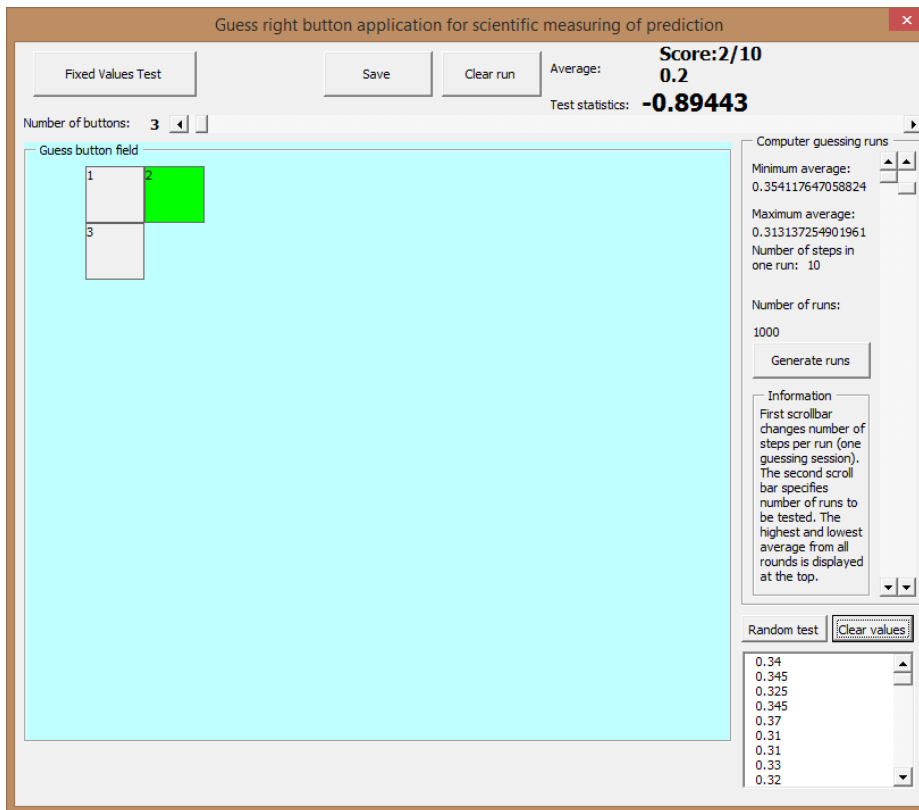 Guess right button application for scientific measuring of prediction
x
Fixed Values Test
Save
Clear run
Average:
Score:2/10
0.2
Test statistics: -0.89443
Number of buttons: 3
Guess button field
1
2
3
Computer guessing runs
Minimum average:
0.354117647058824
Maximum average:
0.313137254901961
Number of steps in
one run: 10
Number of runs:
1000
Generate runs
Information
First scrollbar
changes number of
steps per run (one
guessing session).
The second scroll
bar specifies
number of runs to
be tested. The
highest and lowest
average from all
rounds is displayed
at the top.
Random test
Clear values
0.34
0.345
0.325
0.345
0.37
0.31
0.31
0.33
0.32